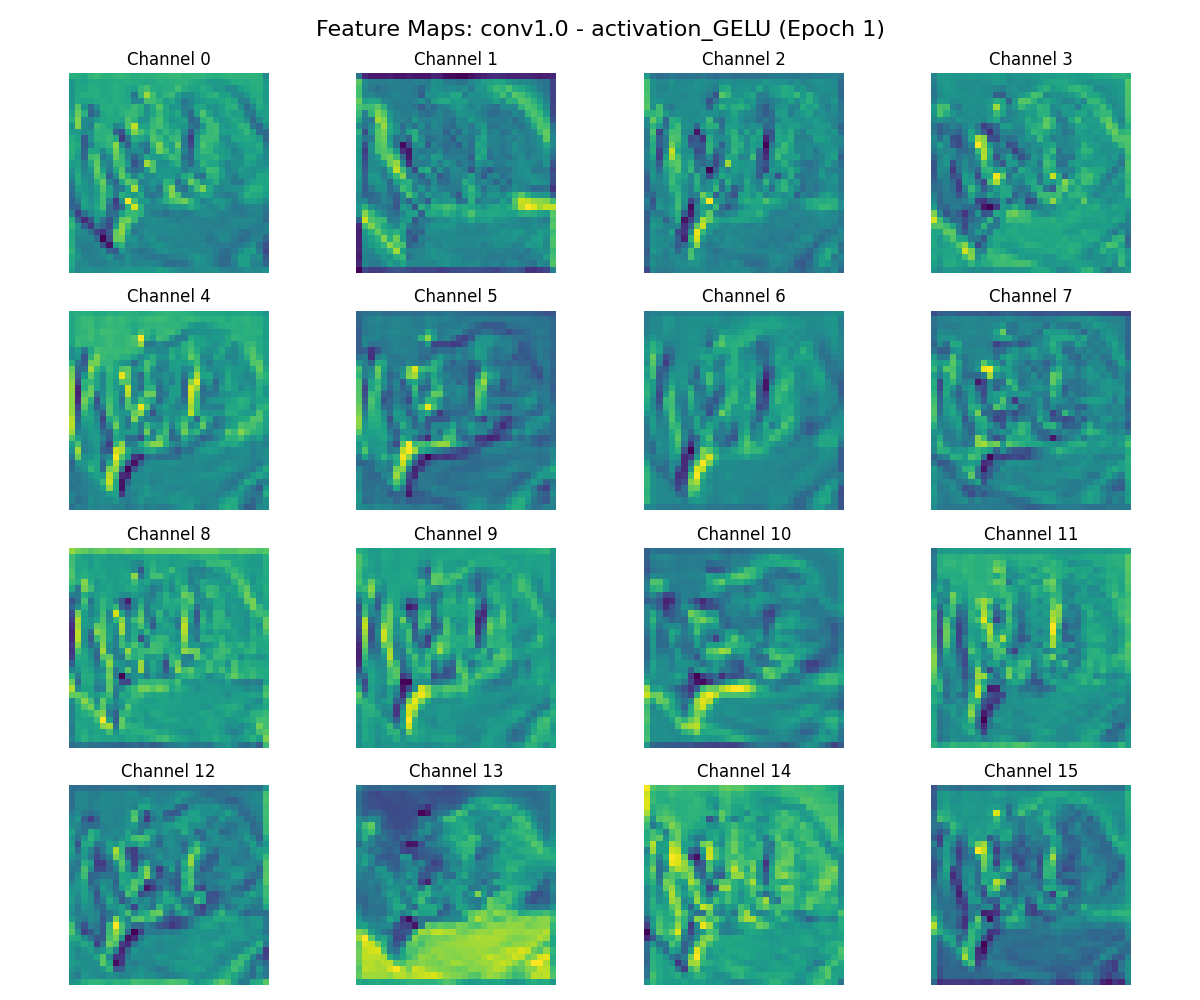 Feature Maps: conv1.0 - activation_GELU (Epoch 1)
Channel 0
Channel 1
Channel 2
Channel 3
Channel 4
Channel 5
Channel 6
Channel 7
Channel 8
Channel 9
Channel 10
Channel 11
Channel 12
Channel 13
Channel 14
Channel 15